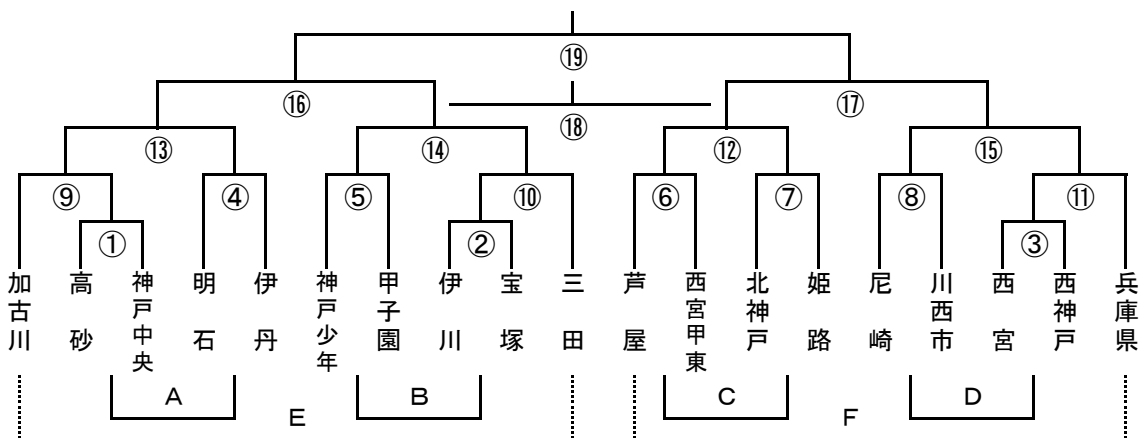 ⑲
⑯ ⑰
⑱
⑬ ⑭ ⑫ ⑮
⑨ ④ ⑤ ⑩ ⑥ ⑦ ⑧ ⑪
① ② ③
加古川 高砂 神戸中央 明石 伊丹 神戸少年 甲子園 伊川 宝塚 三田 芦屋 西宮甲東 北神戸 姫路 尼崎 川西市 西宮 西神戸 兵庫県
A B C D
E F